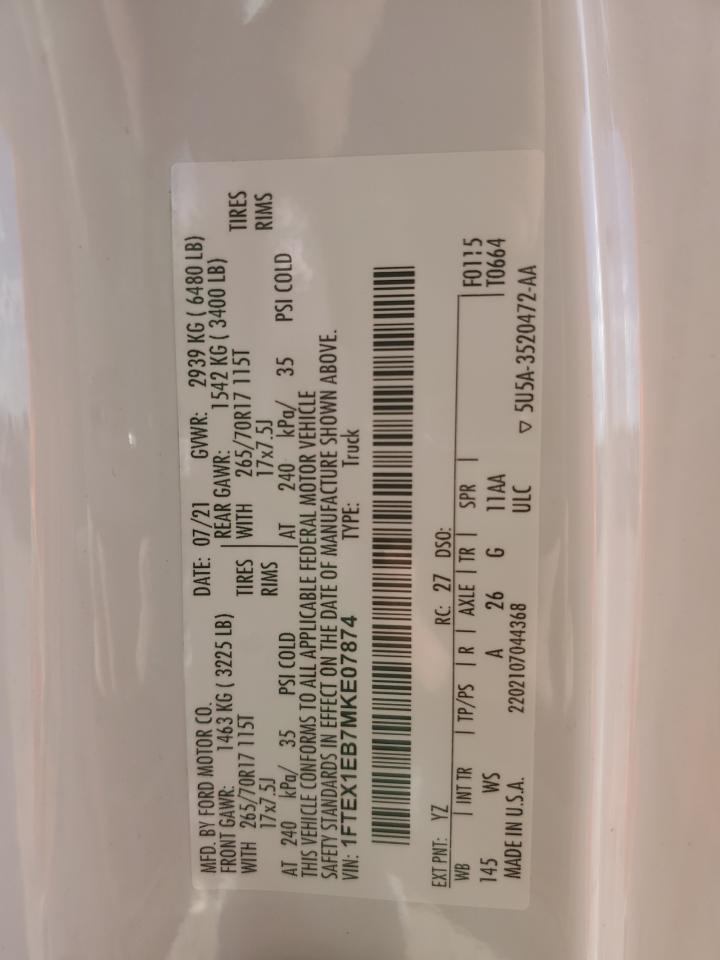 MFD. BY FORD MOTOR CO.
DATE: 07/21 GVWR: 2939 KG ( 6480 LB)
FRONT GAWR: 1463 KG ( 3225 LB) REAR GAWR: 1542 KG ( 3400 LB)
WITH 265/70R17 115T TIRES WITH 265/70R17 115T TIRES
17x7.5J RIMS 17x7.5J RIMS
AT 240 kPa/ 35 PSI COLD AT 240 kPa/ 35 PSI COLD
THIS VEHICLE CONFORMS TO ALL APPLICABLE FEDERAL MOTOR VEHICLE
SAFETY STANDARDS IN EFFECT ON THE DATE OF MANUFACTURE SHOWN ABOVE.
VIN: 1FTEX1EB7MKE07874 TYPE: Truck
EXT PNT: YZ RC: 27 DSO:
WB | INT TR | TP/PS | R | AXLE | TR | SPR | F0115
145 WS A 26 G 11AA T0664
MADE IN U.S.A. 2202107044368 ULC ▽ 5U5A-3520472-AA